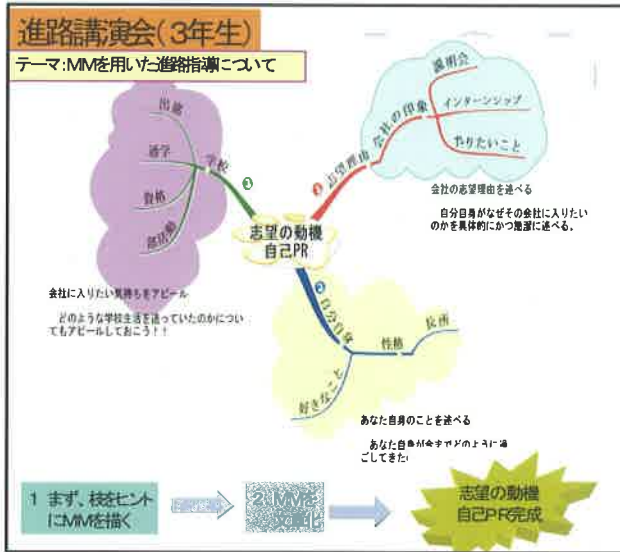 進路講演会(3年生)
テーマ:MMを用いた進路指導について
出席
通学
資格
部活動
学校
3
1
志望理由
会社の印象
説明会
インターンシップ
やりたいこと
会社の志望理由を述べる
自分自身がなぜその会社に入りたい
のかを具体的にかつ簡潔に述べる。
志望の動機
自己PR
会社に入りたい気持ちをアピール
どのような学校生活を送っていたのかについ
てもアピールしておこう!!
2
自分自身
性格
長所
好きなこと
あなた自身のことを述べる
あなた自身が今までどのように過
ごしてきた
1 まず、枝をヒント
にMMを描く
2
志望の動機
自己PR完成